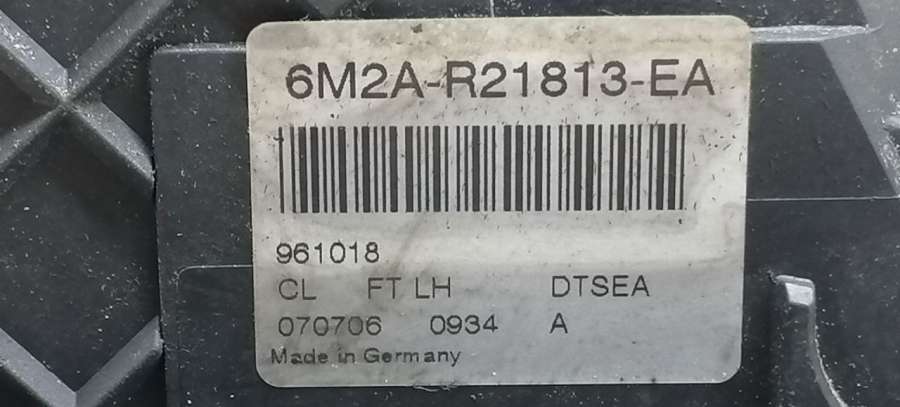 6M2A-R21813-EA
961018
CL FT LH DTSEA
070706 0934 A
Made in Germany